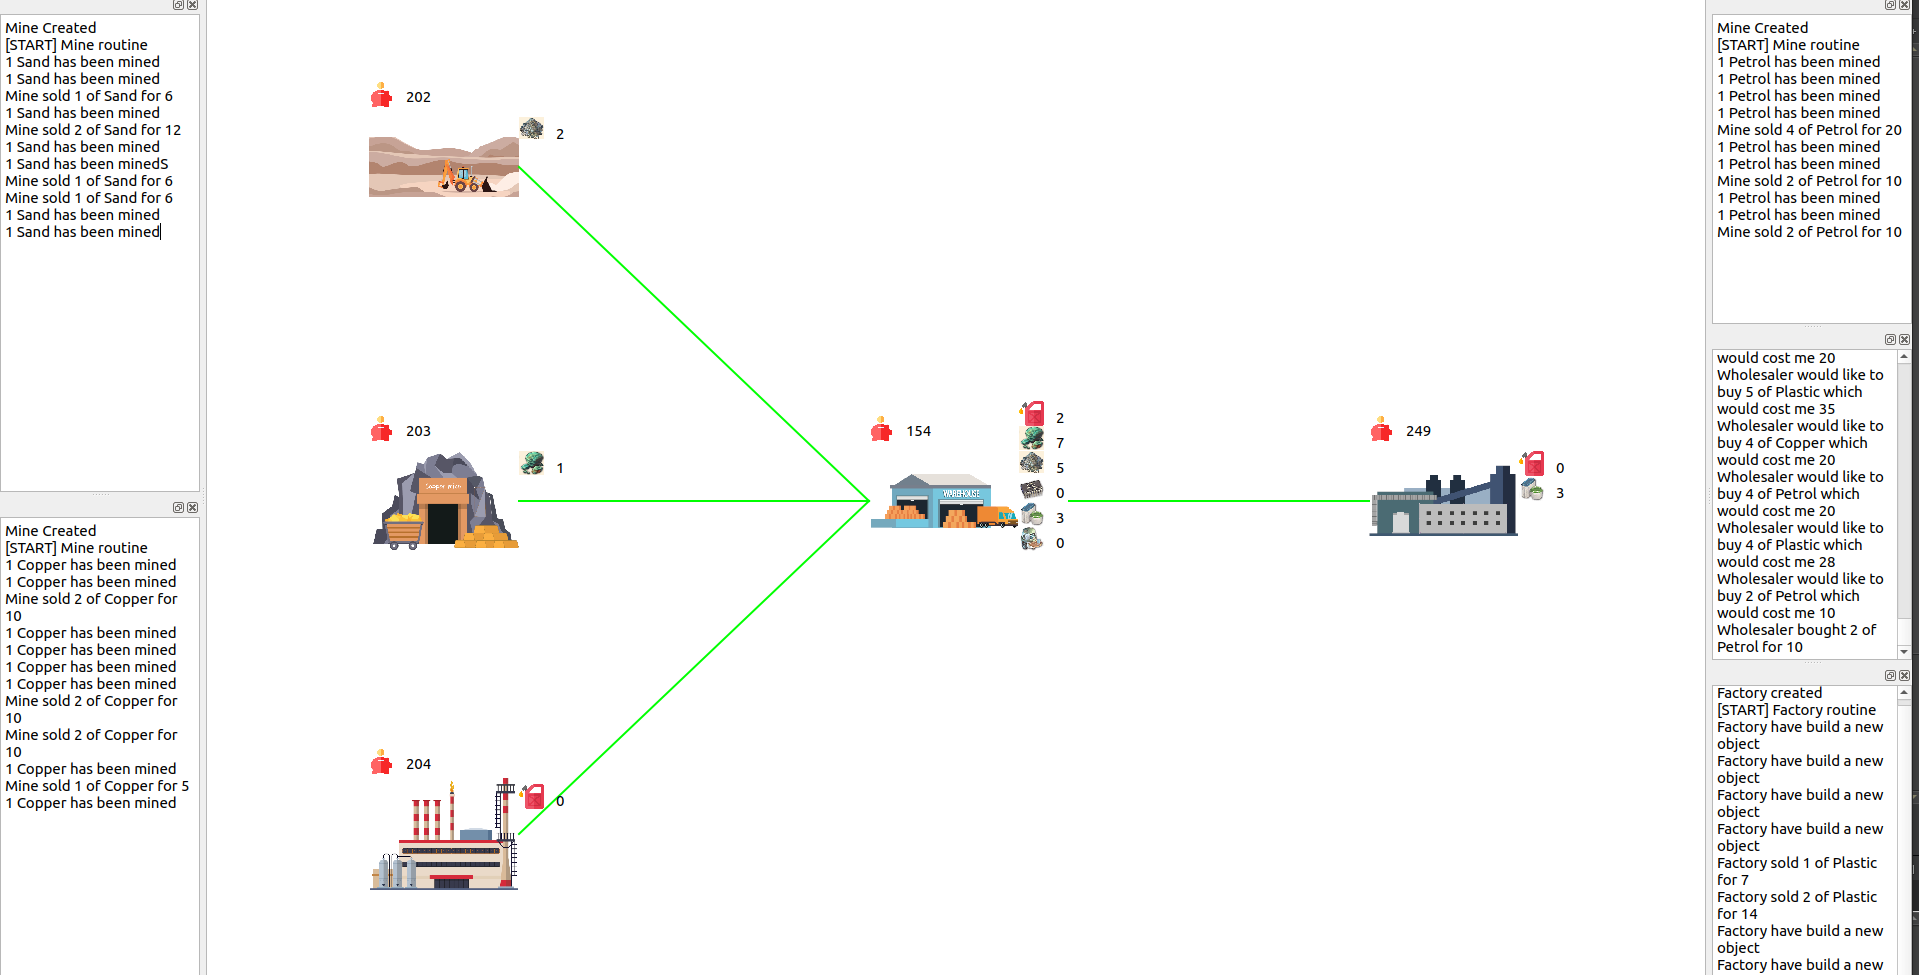 Mine Created
[START] Mine routine
1 Sand has been mined
1 Sand has been mined
Mine sold 1 of Sand for 6
1 Sand has been mined
Mine sold 2 of Sand for 12
1 Sand has been mined
1 Sand has been minedS
Mine sold 1 of Sand for 6
Mine sold 1 of Sand for 6
1 Sand has been mined
1 Sand has been mined
Mine Created
[START] Mine routine
1 Copper has been mined
1 Copper has been mined
Mine sold 2 of Copper for
10
1 Copper has been mined
1 Copper has been mined
1 Copper has been mined
1 Copper has been mined
Mine sold 2 of Copper for
10
Mine sold 2 of Copper for
10
1 Copper has been mined
Mine sold 1 of Copper for 5
1 Copper has been mined
202
2
203
1
Copper mine
204
0
154
WAREHOUSE
2
7
5
0
3
0
249
0
3
Mine Created
[START] Mine routine
1 Petrol has been mined
1 Petrol has been mined
1 Petrol has been mined
1 Petrol has been mined
Mine sold 4 of Petrol for 20
1 Petrol has been mined
1 Petrol has been mined
Mine sold 2 of Petrol for 10
1 Petrol has been mined
1 Petrol has been mined
Mine sold 2 of Petrol for 10
would cost me 20
Wholesaler would like to
buy 5 of Plastic which
would cost me 35
Wholesaler would like to
buy 4 of Copper which
would cost me 20
Wholesaler would like to
buy 4 of Petrol which
would cost me 20
Wholesaler would like to
buy 4 of Plastic which
would cost me 28
Wholesaler would like to
buy 2 of Petrol which
would cost me 10
Wholesaler bought 2 of
Petrol for 10
Factory created
[START] Factory routine
Factory have build a new
object
Factory have build a new
object
Factory have build a new
object
Factory have build a new
object
Factory sold 1 of Plastic
for 7
Factory sold 2 of Plastic
for 14
Factory have build a new
object
Factory have build a new